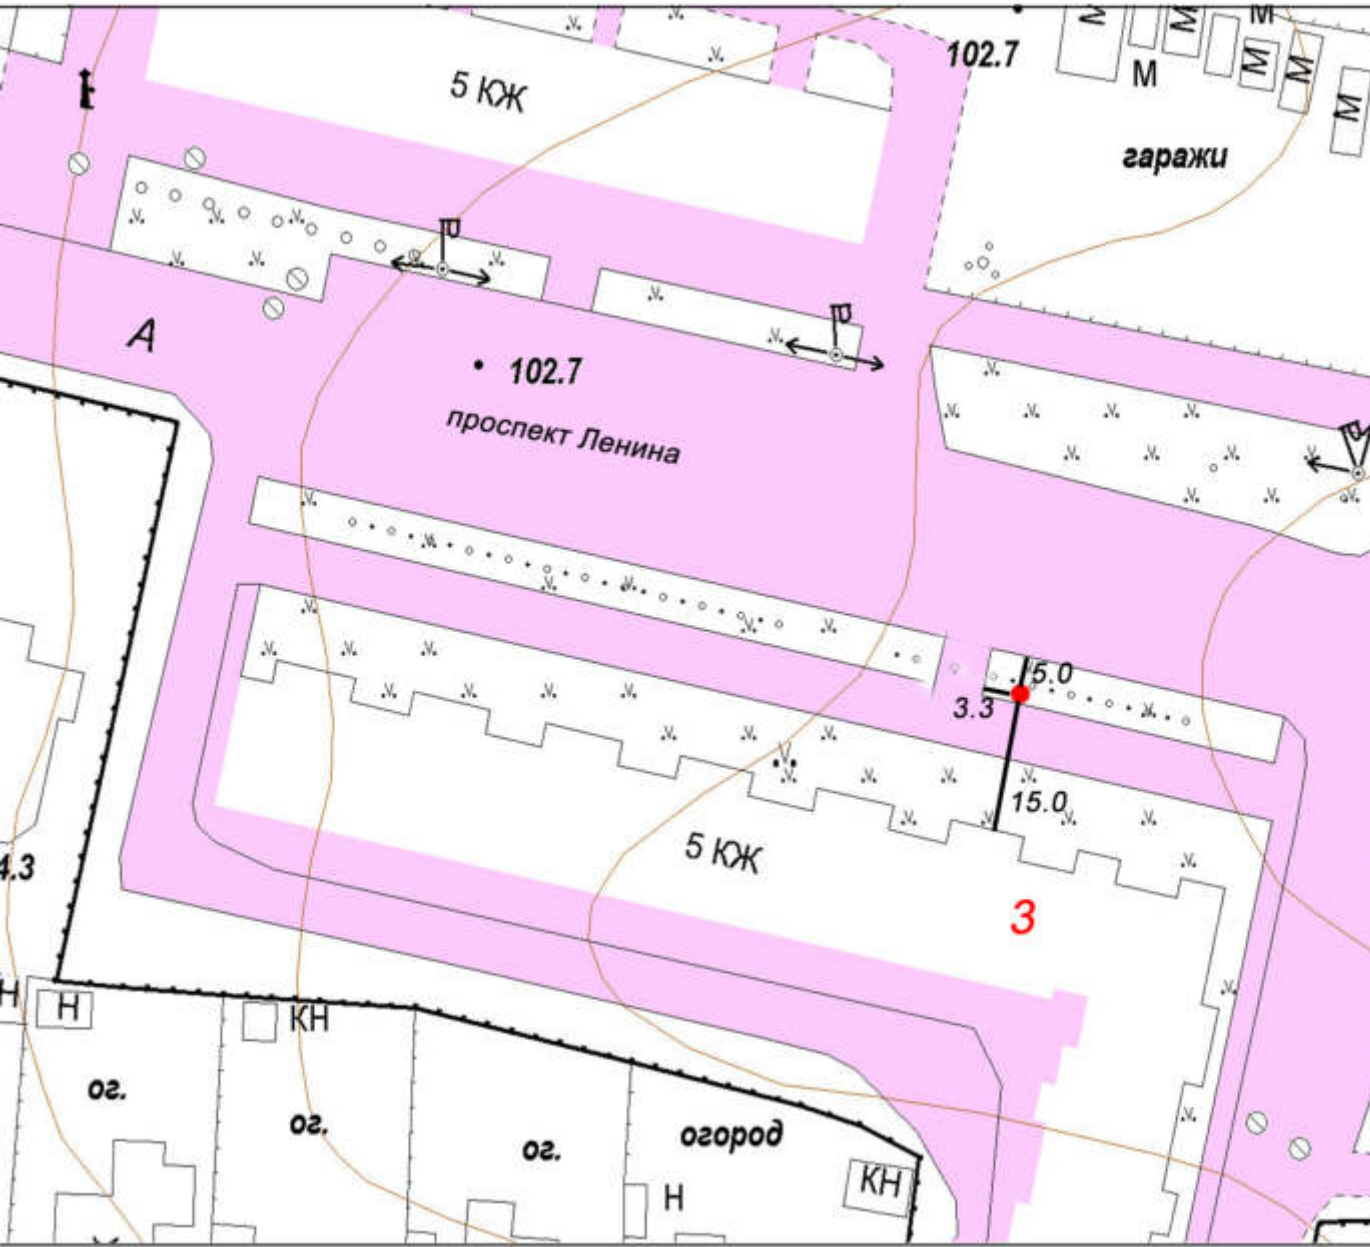 М
М
М
102.7
М
М
М
М
5 КЖ
гаражи
А
102.7
проспект Ленина
5.0
3.3
15.0
5 КЖ
4.3
3
Н
Н
КН
ог.
ог.
ог.
огород
КН
Н